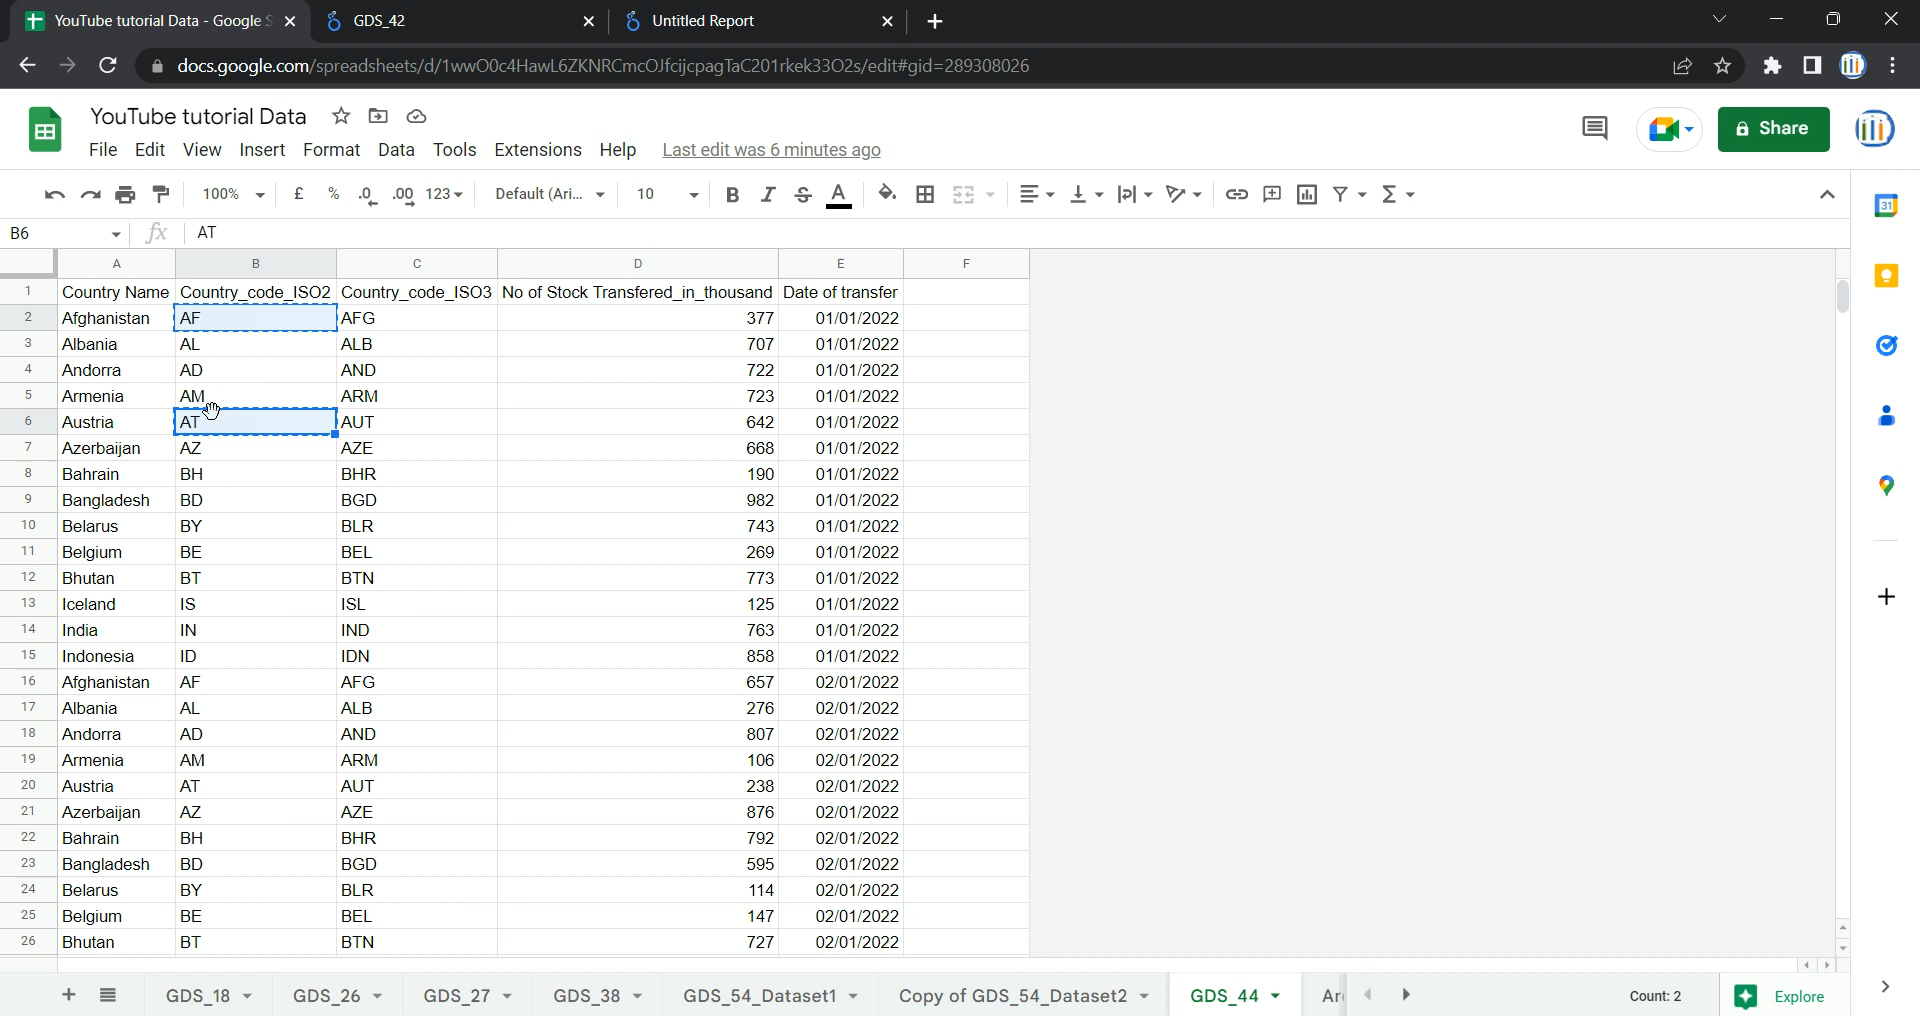 YouTube tutorial Data - Google S
GDS_42
Untitled Report
docs.google.com/spreadsheets/d/1wwO0c4HawL6ZKNRCmcOJfcijcpagTaC201rkek33O2s/edit#gid=289308026
YouTube tutorial Data
File Edit View Insert Format Data Tools Extensions Help Last edit was 6 minutes ago
Share
100% £ % .0 .00 123 Default (Ari... 10 B I S A Σ
31
B6 fx AT
A B C D E F
1 Country Name Country_code_ISO2 Country_code_ISO3 No of Stock Transfered_in_thousand Date of transfer
2 Afghanistan AF AFG 377 01/01/2022
3 Albania AL ALB 707 01/01/2022
4 Andorra AD AND 722 01/01/2022
5 Armenia AM ARM 723 01/01/2022
6 Austria AT AUT 642 01/01/2022
7 Azerbaijan AZ AZE 668 01/01/2022
8 Bahrain BH BHR 190 01/01/2022
9 Bangladesh BD BGD 982 01/01/2022
10 Belarus BY BLR 743 01/01/2022
11 Belgium BE BEL 269 01/01/2022
12 Bhutan BT BTN 773 01/01/2022
13 Iceland IS ISL 125 01/01/2022
14 India IN IND 763 01/01/2022
15 Indonesia ID IDN 858 01/01/2022
16 Afghanistan AF AFG 657 02/01/2022
17 Albania AL ALB 276 02/01/2022
18 Andorra AD AND 807 02/01/2022
19 Armenia AM ARM 106 02/01/2022
20 Austria AT AUT 238 02/01/2022
21 Azerbaijan AZ AZE 876 02/01/2022
22 Bahrain BH BHR 792 02/01/2022
23 Bangladesh BD BGD 595 02/01/2022
24 Belarus BY BLR 114 02/01/2022
25 Belgium BE BEL 147 02/01/2022
26 Bhutan BT BTN 727 02/01/2022
GDS_18 GDS_26 GDS_27 GDS_38 GDS_54_Dataset1 Copy of GDS_54_Dataset2 GDS_44 Ar Count: 2 Explore